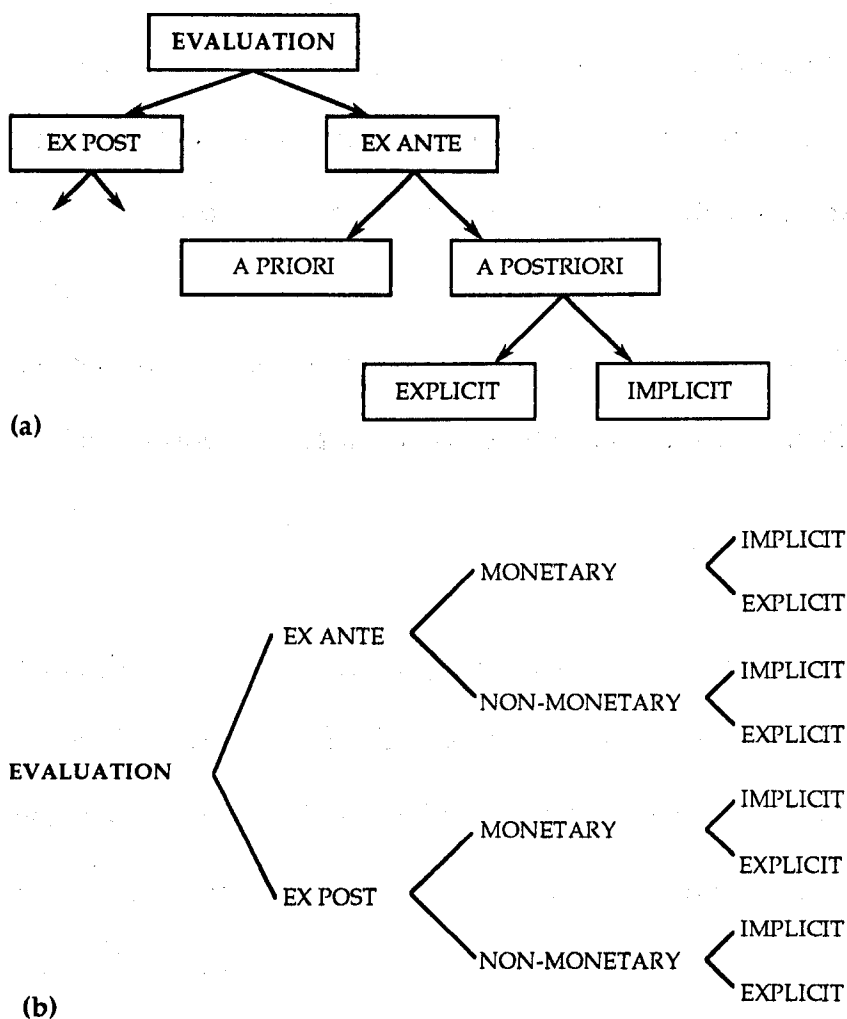 EVALUATION
EX POST EX ANTE
A PRIORI A POSTRIORI
EXPLICIT IMPLICIT
(a)
IMPLICIT
MONETARY
EXPLICIT
EX ANTE
IMPLICIT
NON-MONETARY
EXPLICIT
EVALUATION
IMPLICIT
MONETARY
EXPLICIT
EX POST
IMPLICIT
NON-MONETARY
EXPLICIT
(b)